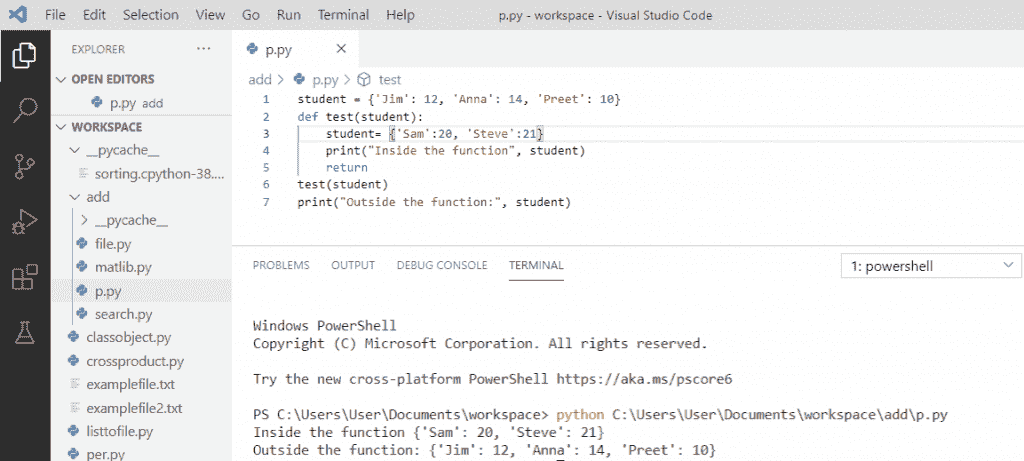 File Edit Selection View Go Run Terminal Help p.py - workspace - Visual Studio Code
EXPLORER ...
OPEN EDITORS
p.py add
WORKSPACE
__pycache__
sorting.cpython-38....
add
__pycache__
file.py
matlib.py
p.py
search.py
classobject.py
crossproduct.py
examplefile.txt
examplefile2.txt
listtofile.py
per.py
p.py
add > p.py > test
1 student = {'Jim': 12, 'Anna': 14, 'Preet': 10}
2 def test(student):
3 student= {'Sam':20, 'Steve':21}
4 print("Inside the function", student)
5 return
6 test(student)
7 print("Outside the function:", student)
PROBLEMS OUTPUT DEBUG CONSOLE TERMINAL 1: powershell
Windows PowerShell
Copyright (C) Microsoft Corporation. All rights reserved.
Try the new cross-platform PowerShell https://aka.ms/pscore6
PS C:\Users\User\Documents\workspace> python C:\Users\User\Documents\workspace\add\p.py
Inside the function {'Sam': 20, 'Steve': 21}
Outside the function: {'Jim': 12, 'Anna': 14, 'Preet': 10}